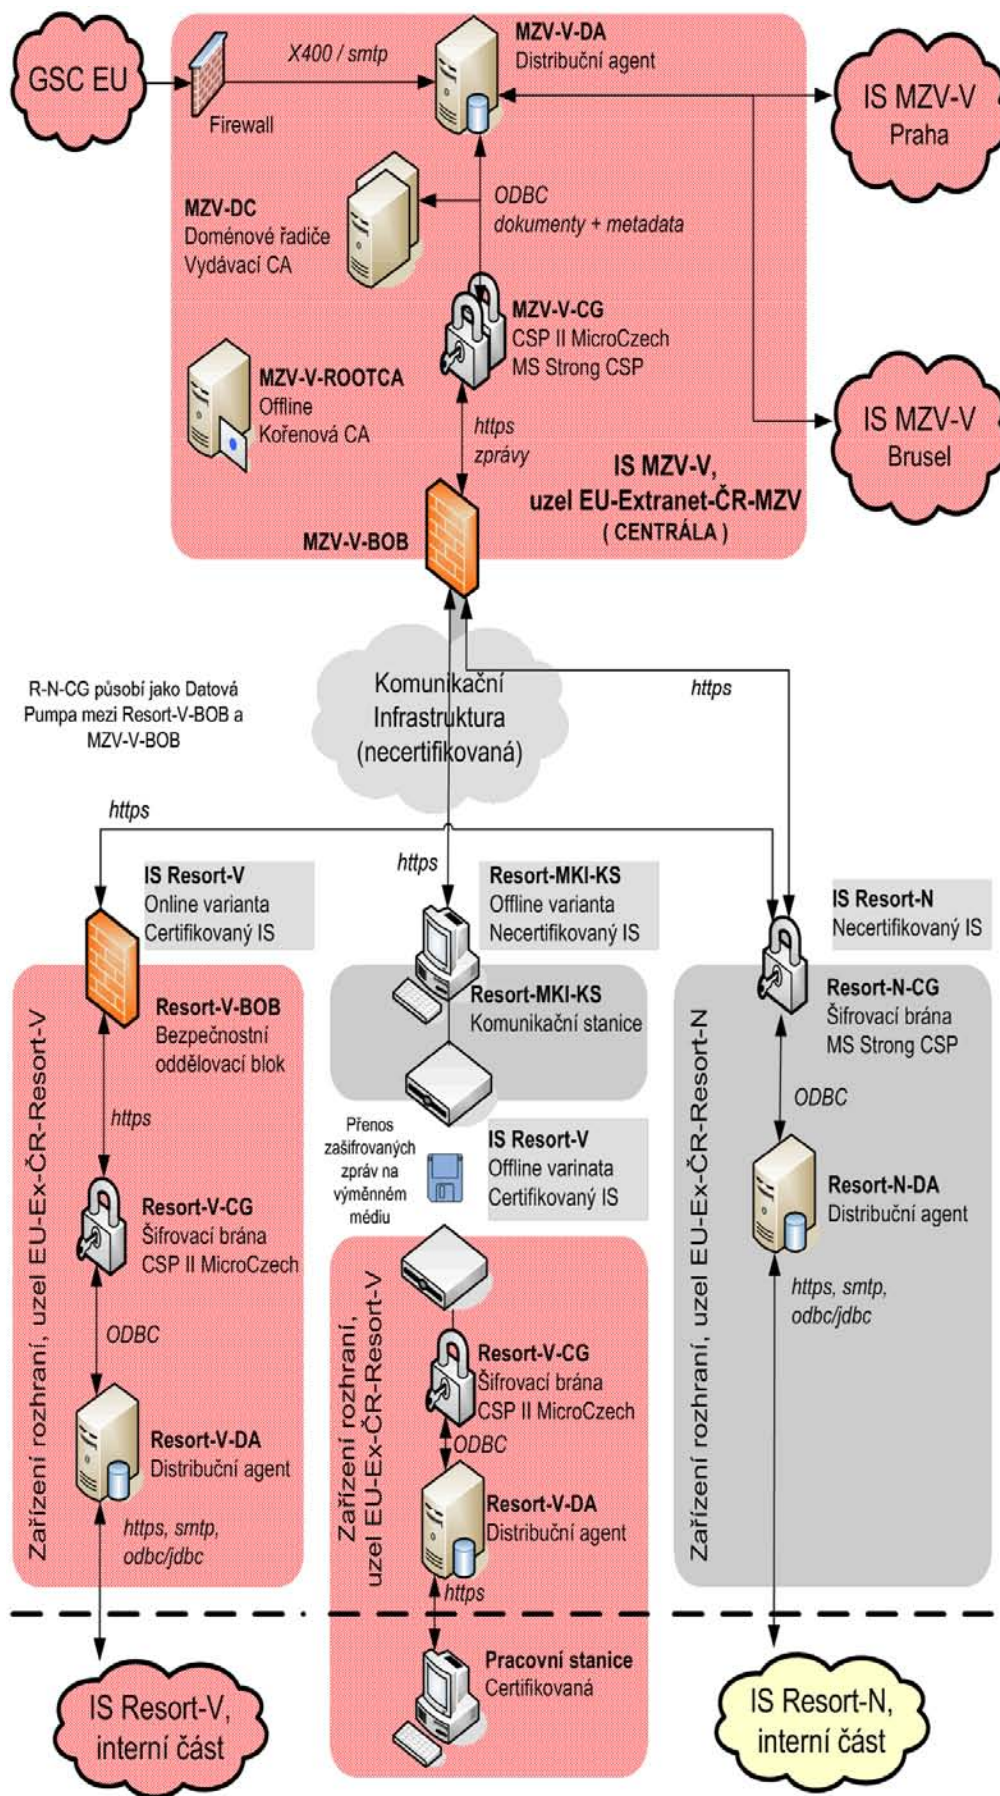 GSC EU
Firewall
X400 / smtp
MZV-V-DA
Distribuční agent
IS MZV-V
Praha
MZV-DC
Doménové řadiče
Vydávací CA
ODBC
dokumenty + metadata
MZV-V-CG
CSP II MicroCzech
MS Strong CSP
MZV-V-ROOTCA
Offline
Kořenová CA
https
zprávy
IS MZV-V
Brusel
IS MZV-V,
uzel EU-Extranet-ČR-MZV
( CENTRÁLA )
MZV-V-BOB
R-N-CG působí jako Datová
Pumpa mezi Resort-V-BOB a
MZV-V-BOB
Komunikační
Infrastruktura
(necertifikovaná)
https
https
https
IS Resort-V
Online varianta
Certifikovaný IS
Resort-MKI-KS
Offline varianta
Necertifikovaný IS
IS Resort-N
Necertifikovaný IS
Zařízení rozhraní, uzel EU-Ex-ČR-Resort-V
Resort-V-BOB
Bezpečnostní
oddělovací blok
https
Resort-V-CG
Šifrovací brána
CSP II MicroCzech
ODBC
Resort-V-DA
Distribuční agent
https, smtp,
odbc/jdbc
IS Resort-V,
interní část
Resort-MKI-KS
Komunikační stanice
Přenos
zašifrovaných
zpráv na
výměnném
médiu
IS Resort-V
Offline varinata
Certifikovaný IS
Zařízení rozhraní,
uzel EU-Ex-ČR-Resort-V
Resort-V-CG
Šifrovací brána
CSP II MicroCzech
ODBC
Resort-V-DA
Distribuční agent
https
Pracovní stanice
Certifikovaná
Zařízení rozhraní, uzel EU-Ex-ČR-Resort-N
Resort-N-CG
Šifrovací brána
MS Strong CSP
ODBC
Resort-N-DA
Distribuční agent
https, smtp,
odbc/jdbc
IS Resort-N,
interní část